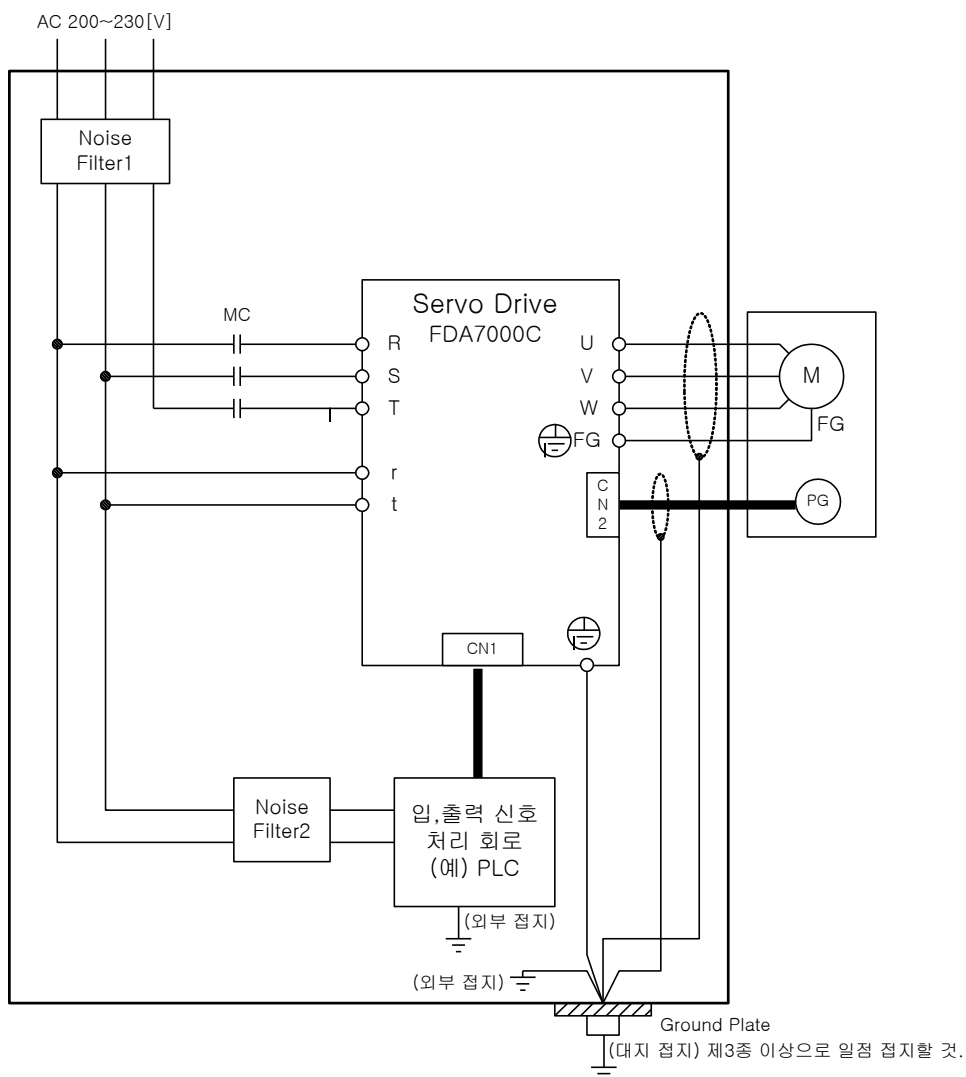 AC 200~230[V]
Noise
Filter1
MC
Servo Drive
FDA7000C
R
S
T
r
t
U
V
W
FG
C
N
2
M
FG
PG
CN1
Noise
Filter2
입,출력 신호
처리 회로
(예) PLC
(외부 접지)
(외부 접지)
Ground Plate
(대지 접지) 제3종 이상으로 일점 접지할 것.